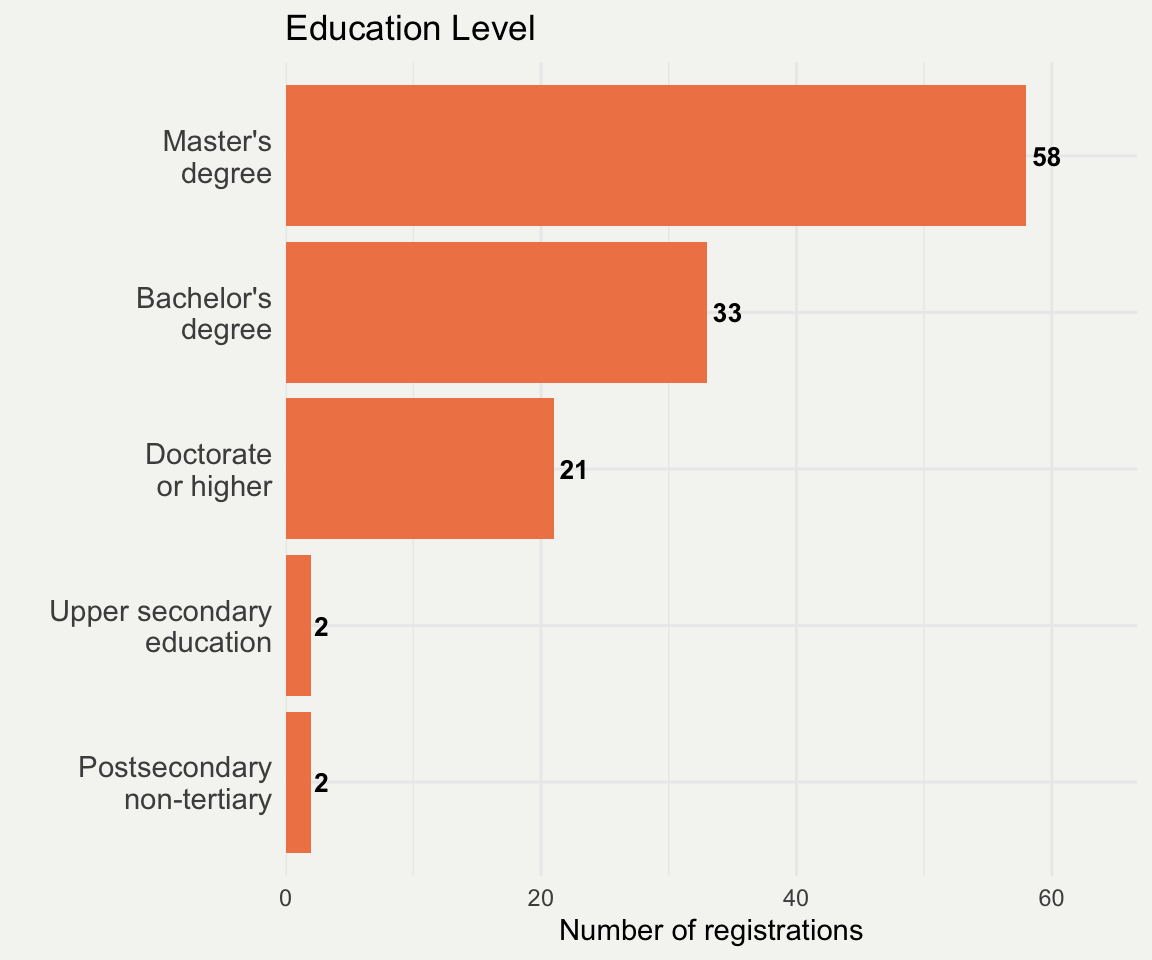 Education Level
Master's
degree
58
Bachelor's
degree
33
Doctorate
or higher
21
Upper secondary
education
2
Postsecondary
non-tertiary
2
0 20 40 60
Number of registrations